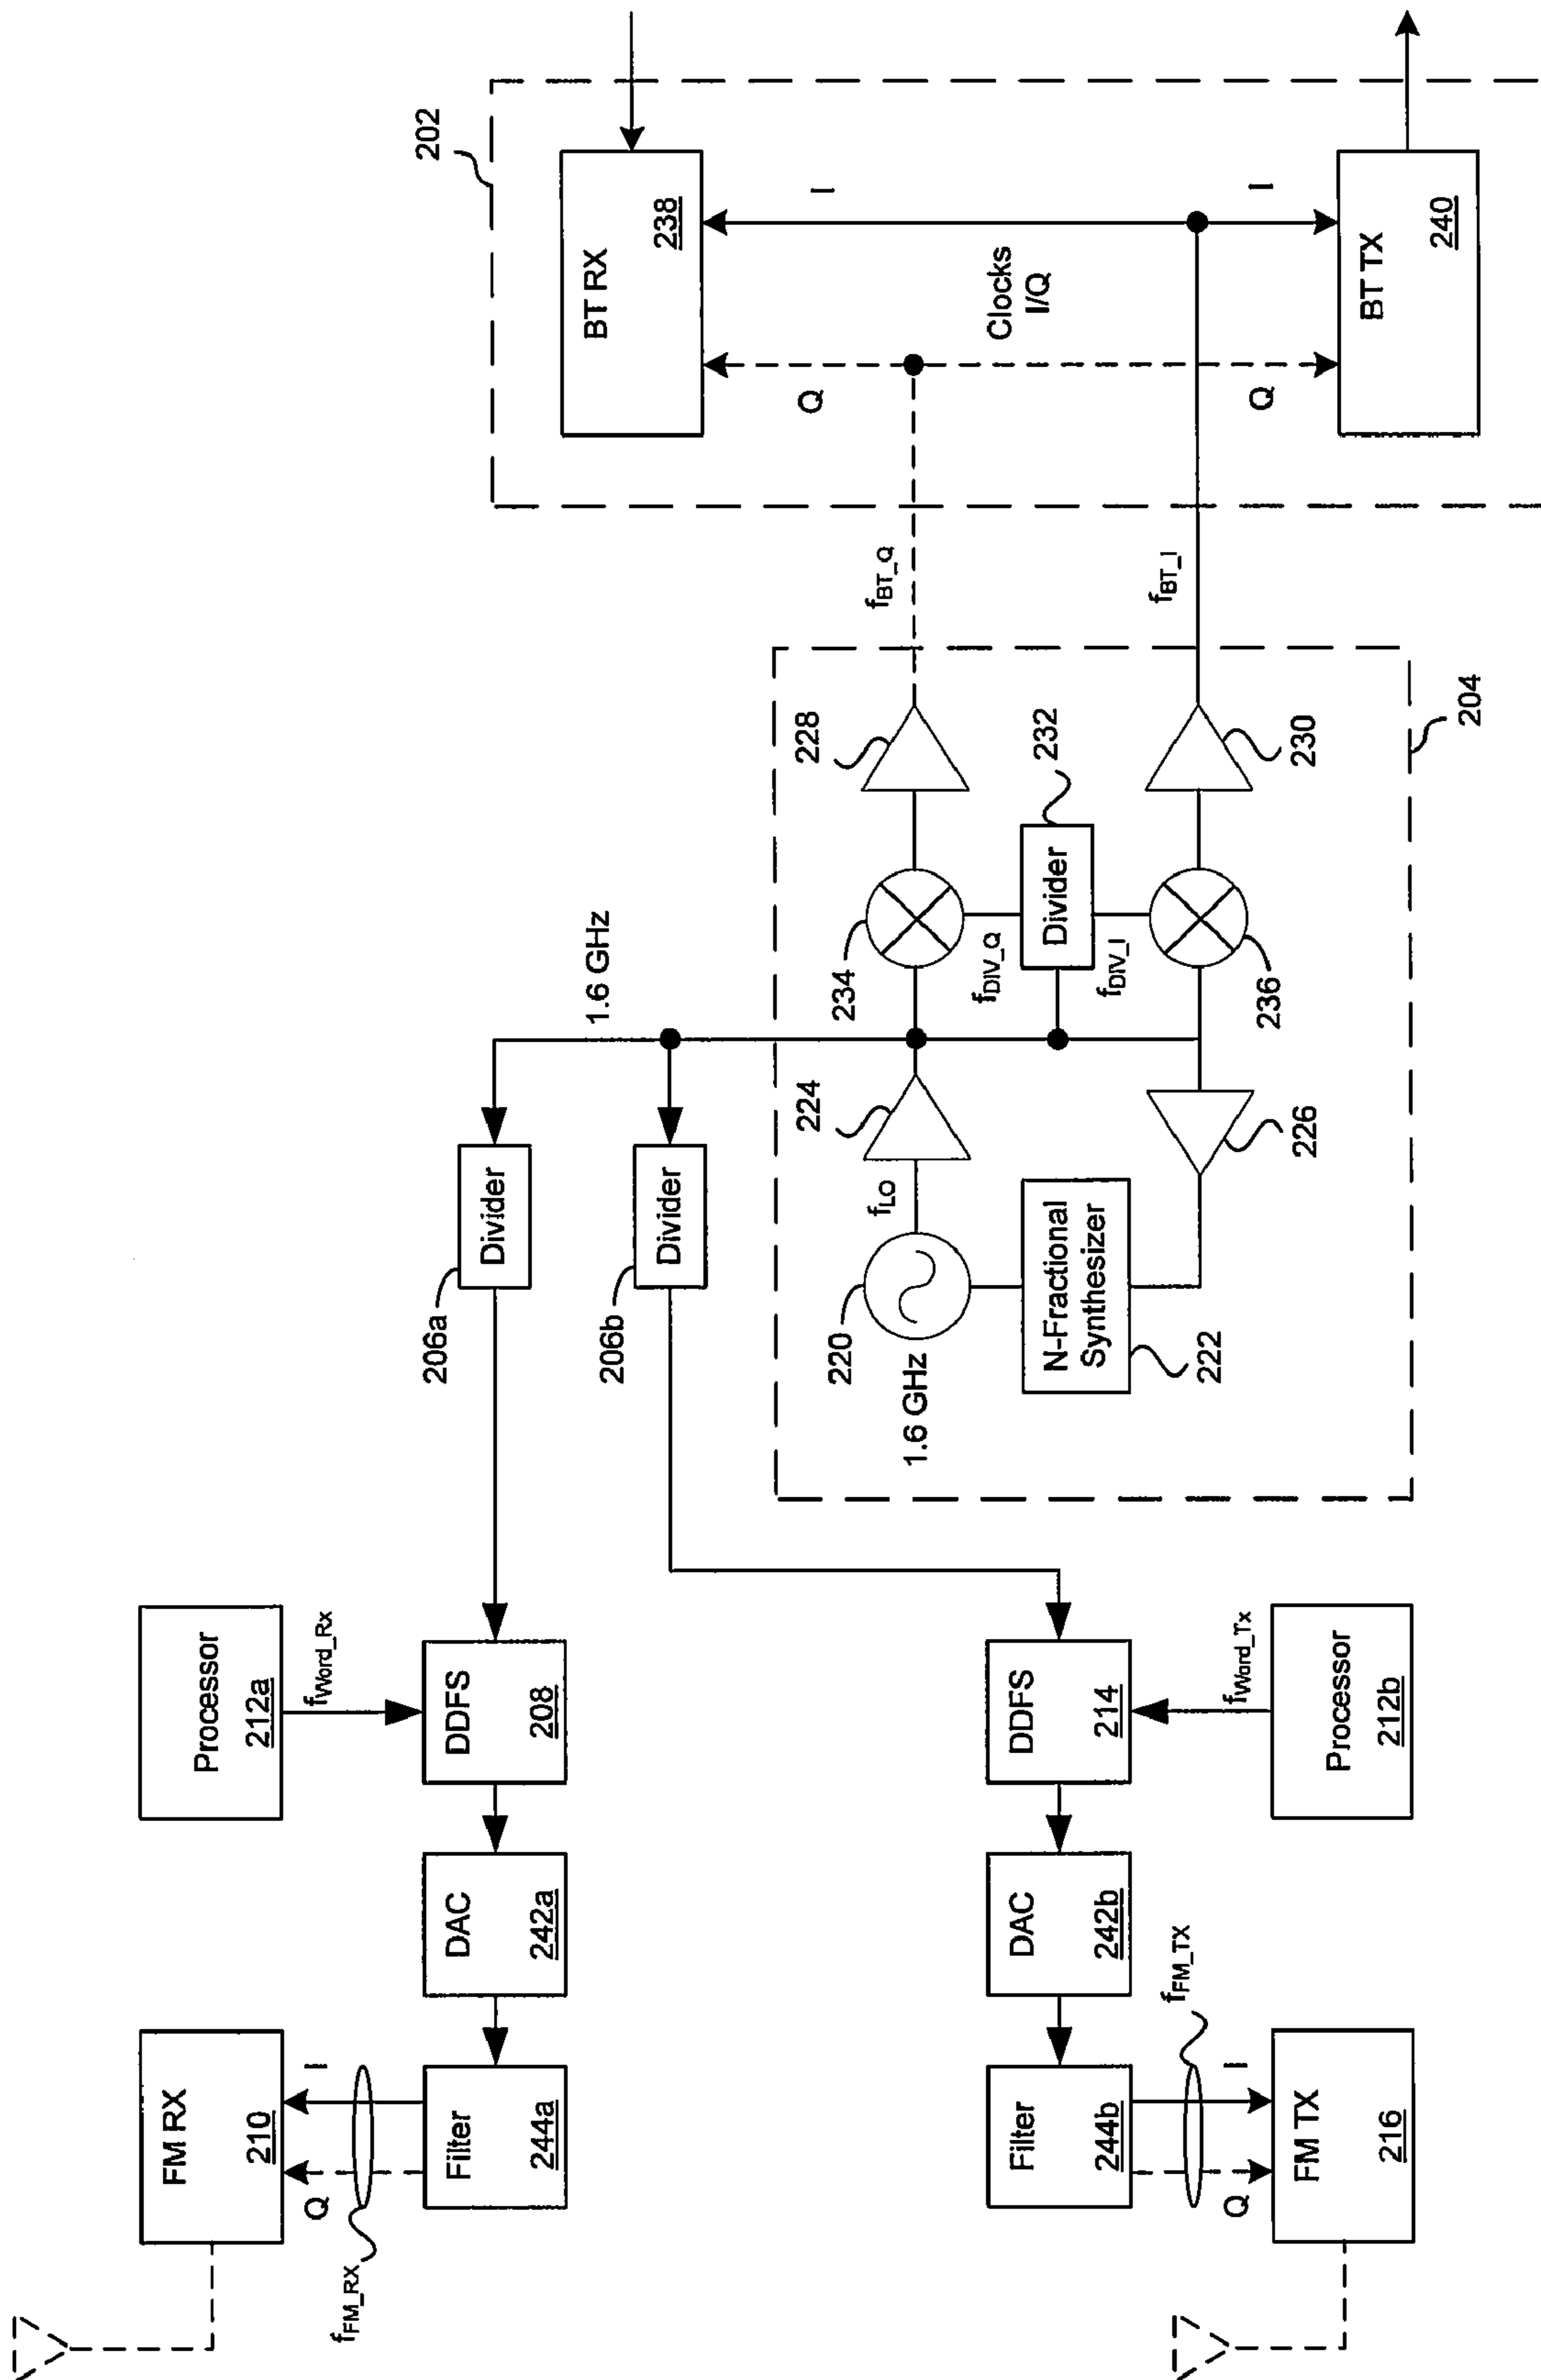 FM RX
210
Q
I
f_FM_RX
Filter
244a
DAC
242a
DDFS
208
f_Word_Rx
Processor
212a
206a
Divider
1.6 GHz
202
BT RX
238
Q
I
Clocks
I/Q
Q
I
BT TX
240
206b
Divider
220
1.6 GHz
f_LO
224
234
228
f_BT_Q
f_DIV_Q
Divider
232
f_DIV_I
N-Fractional
Synthesizer
222
226
236
230
f_BT_I
204
Filter
244b
DAC
242b
DDFS
214
f_Word_Tx
Processor
212b
f_FM_TX
Q
I
FM TX
216